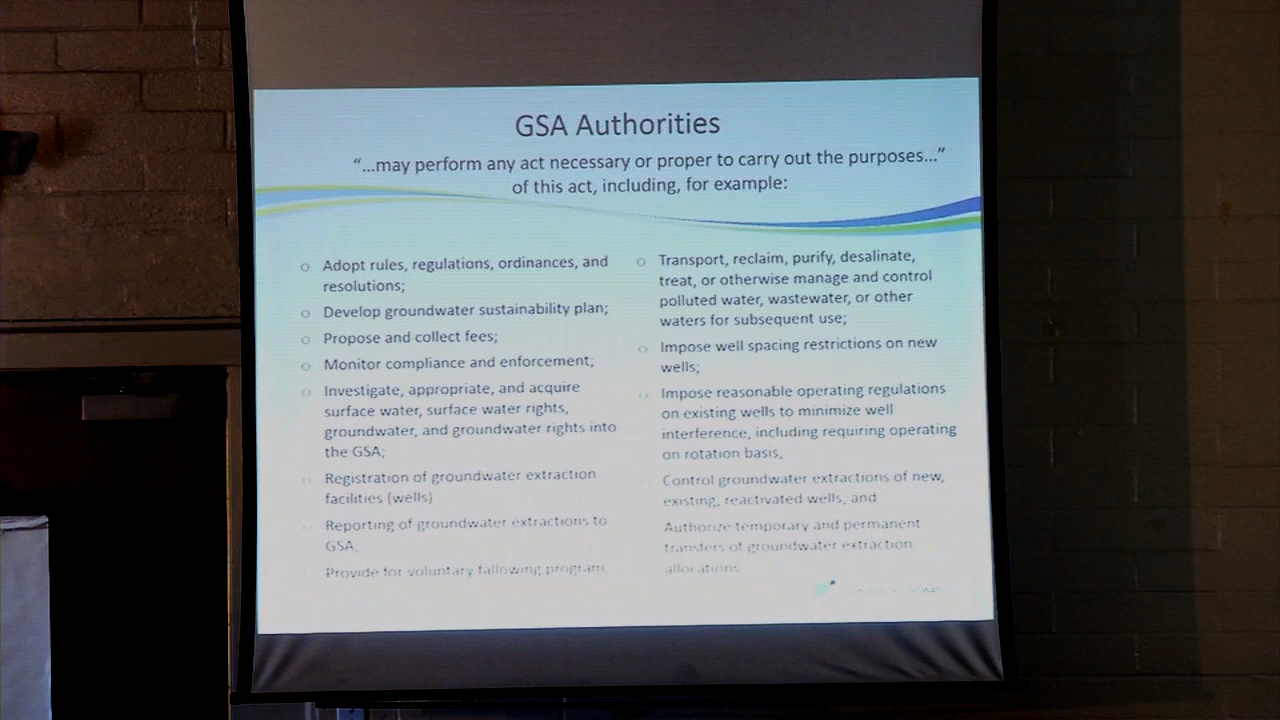 GSA Authorities
“...may perform any act necessary or proper to carry out the purposes...”
of this act, including, for example:
○ Adopt rules, regulations, ordinances, and
resolutions;
○ Develop groundwater sustainability plan;
○ Propose and collect fees;
○ Monitor compliance and enforcement;
○ Investigate, appropriate, and acquire
surface water, surface water rights,
groundwater, and groundwater rights into
the GSA;
○ Registration of groundwater extraction
facilities (wells)
○ Reporting of groundwater extractions to
GSA;
Provide for voluntary fallowing program
○ Transport, reclaim, purify, desalinate,
treat, or otherwise manage and control
polluted water, wastewater, or other
waters for subsequent use;
○ Impose well spacing restrictions on new
wells;
○ Impose reasonable operating regulations
on existing wells to minimize well
interference, including requiring operating
on rotation basis,
Control groundwater extractions of new,
existing, reactivated wells, and
Authorize temporary and permanent
transfers of groundwater extraction
allocations